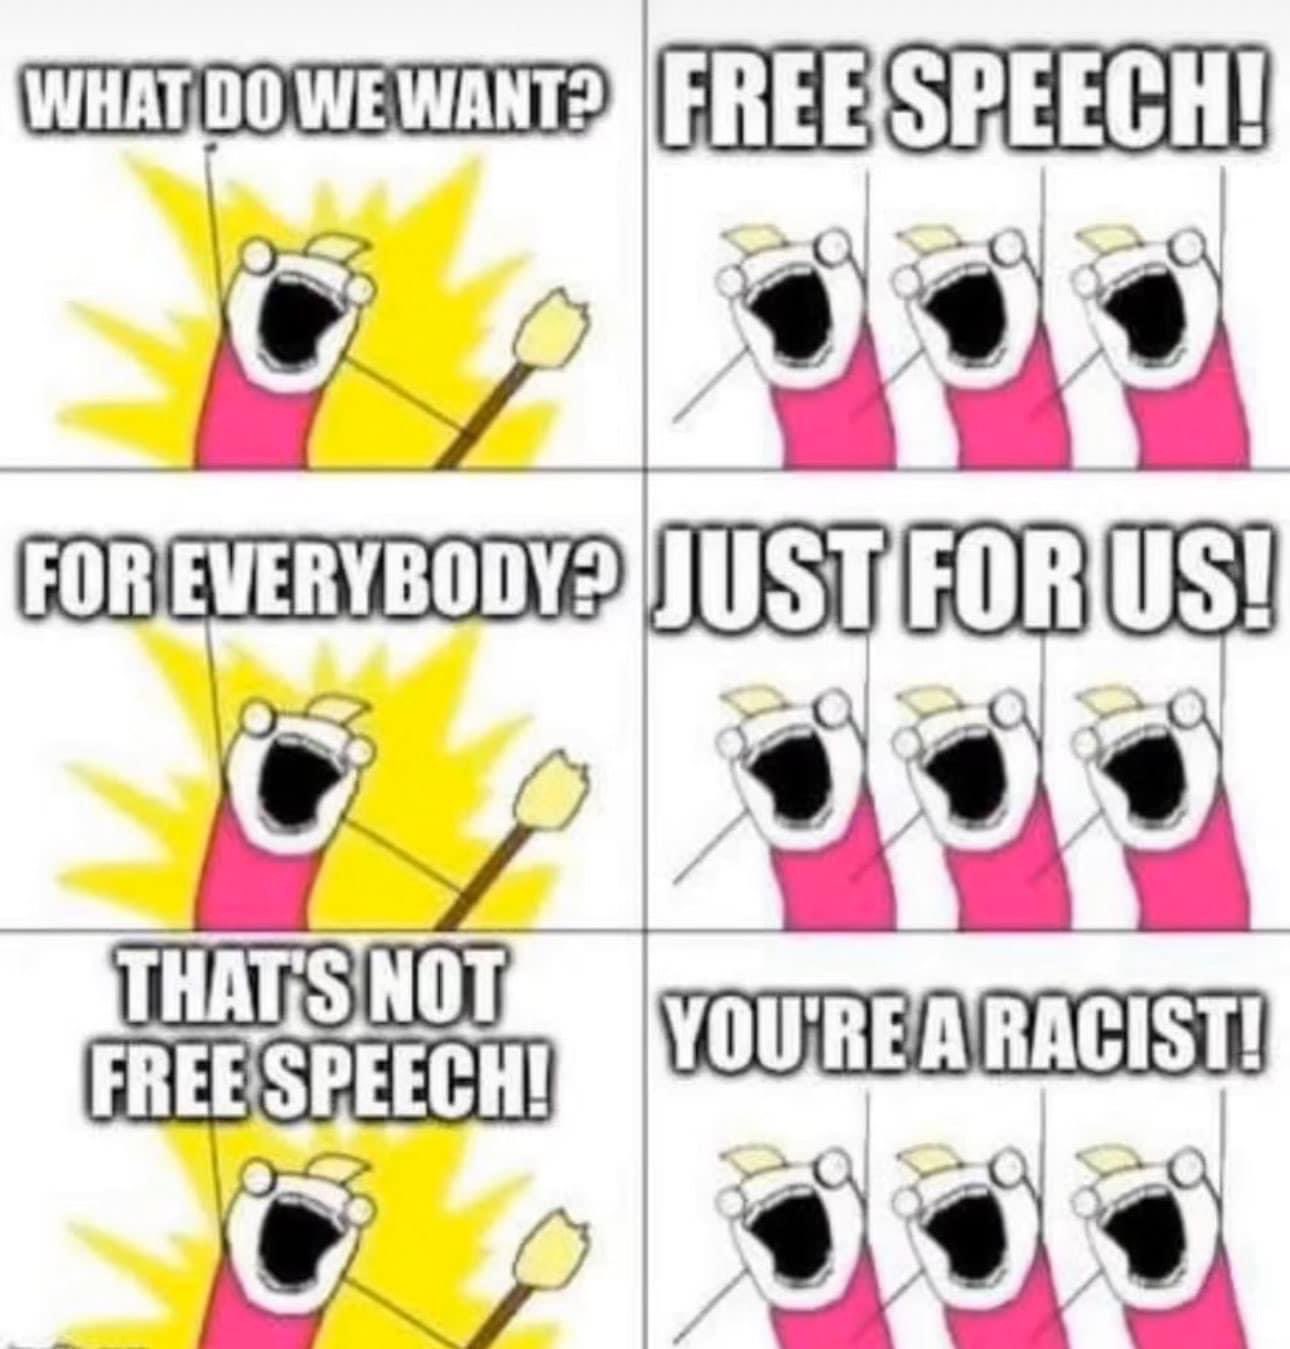 WHAT DO WE WANT?
FREE SPEECH!
FOR EVERYBODY?
JUST FOR US!
THAT'S NOT
FREE SPEECH!
YOU'RE A RACIST!